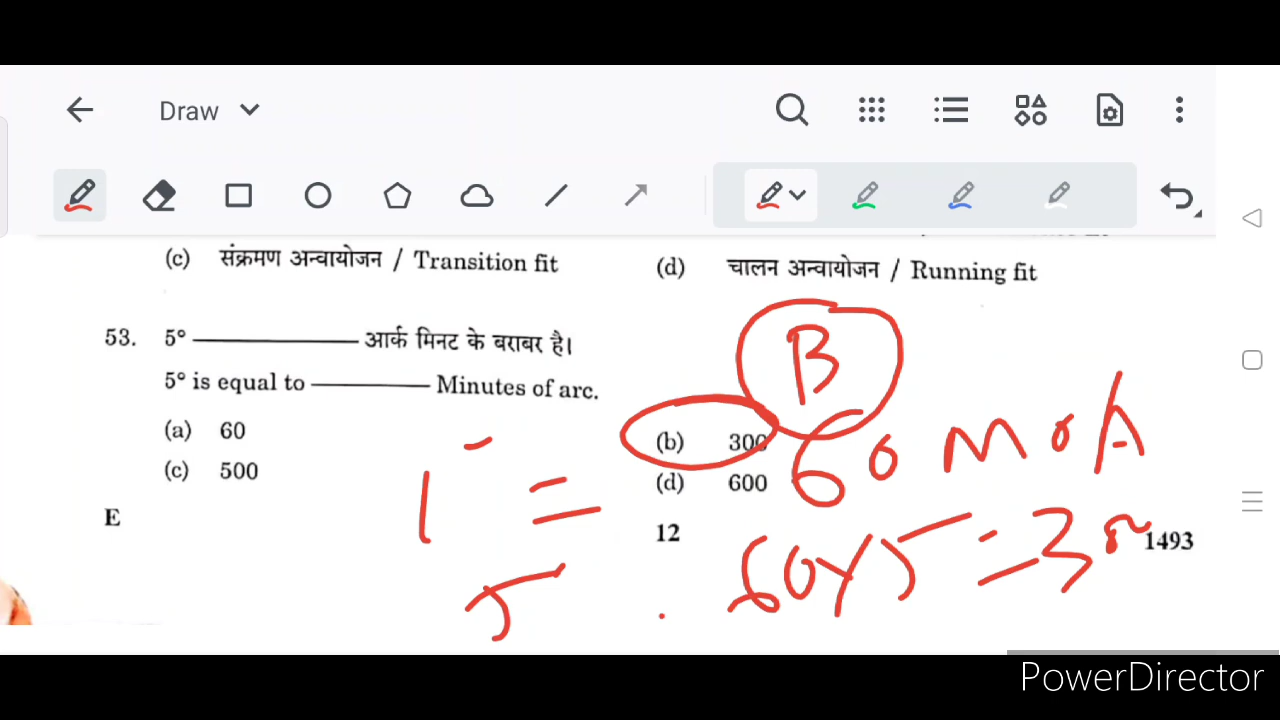 Draw
(c) संक्रमण अन्वायोजन / Transition fit
(d) चालन अन्वायोजन / Running fit
53. 5° ________ आर्क मिनट के बराबर है।
5° is equal to ________ Minutes of arc.
(a) 60
(b) 300
(c) 500
(d) 600
B
1° = 60 MOA
5 60×5=300
E
12
1493
PowerDirector